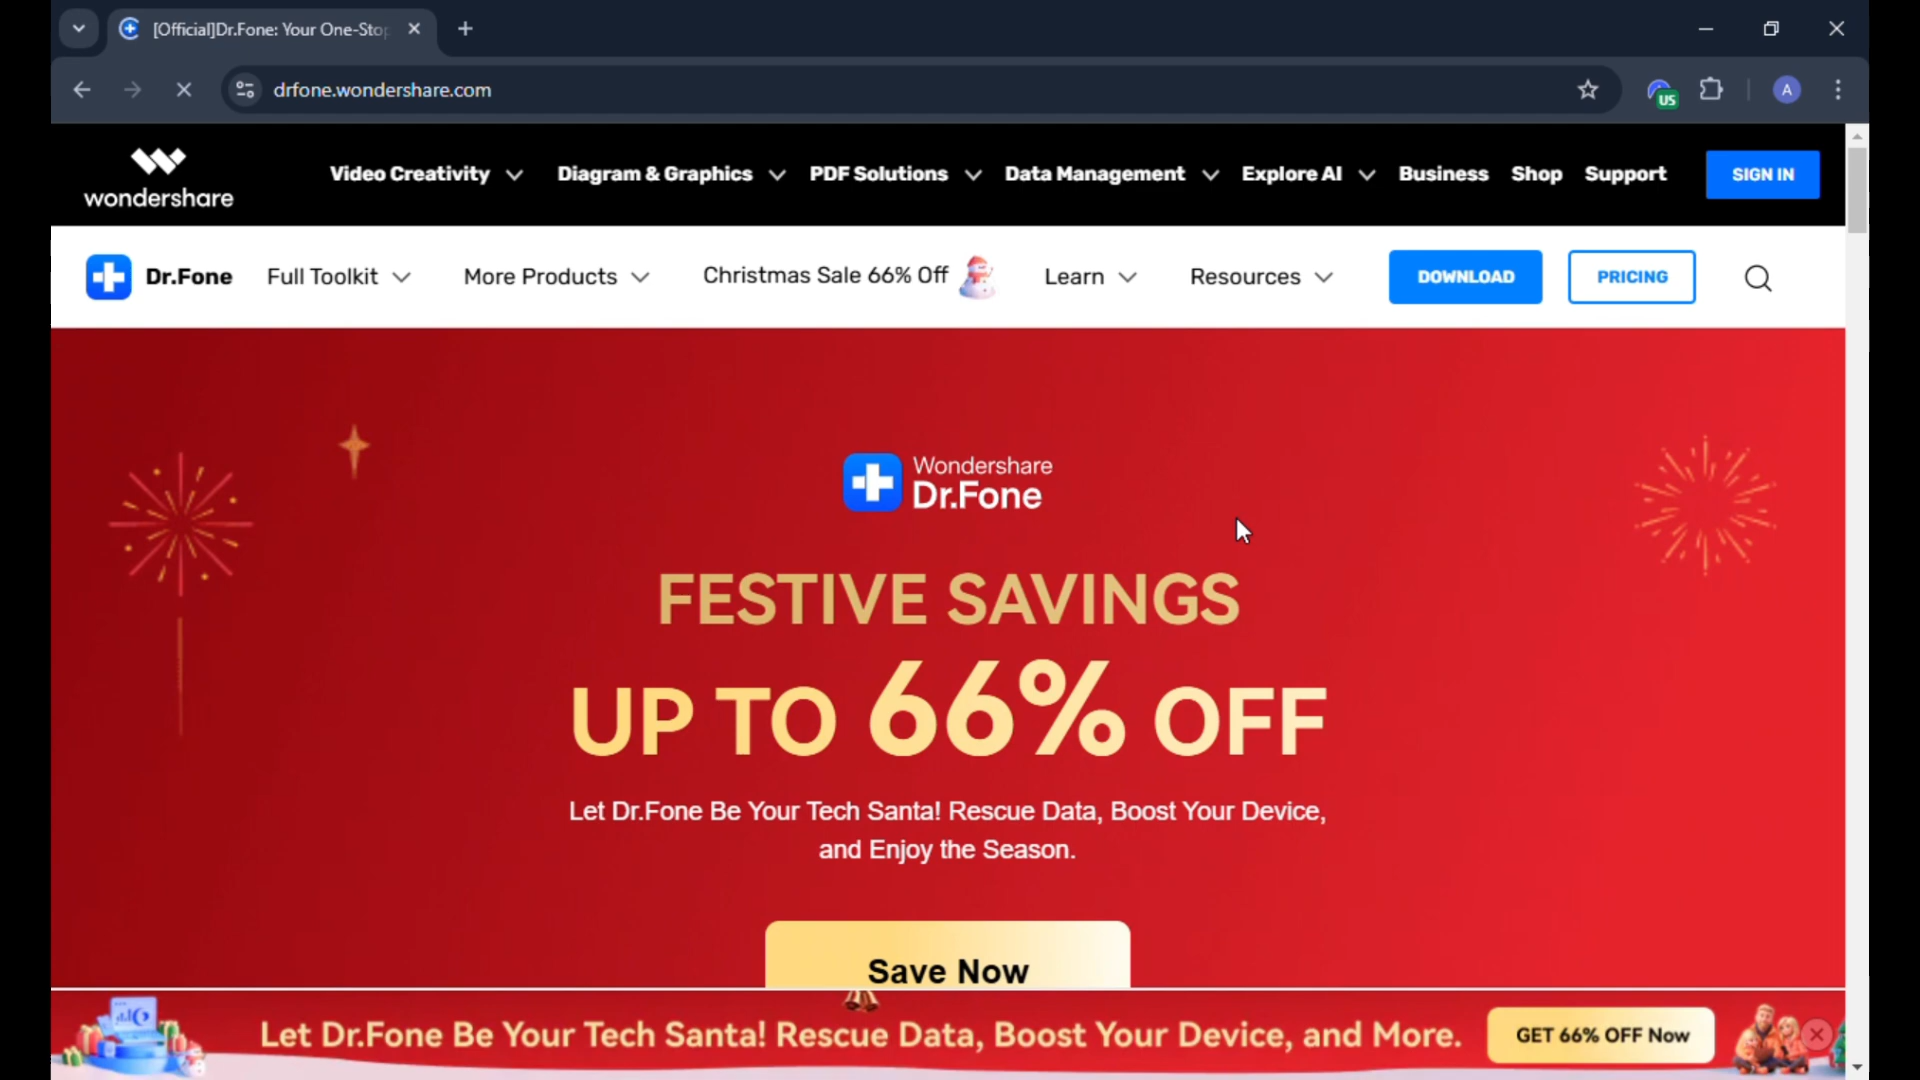 [Official]Dr.Fone: Your One-Stop
drfone.wondershare.com
US
A
wondershare
Video Creativity Diagram & Graphics PDF Solutions Data Management Explore AI Business Shop Support SIGN IN
Dr.Fone Full Toolkit More Products Christmas Sale 66% Off Learn Resources DOWNLOAD PRICING
Wondershare
Dr.Fone
FESTIVE SAVINGS
UP TO 66% OFF
Let Dr.Fone Be Your Tech Santa! Rescue Data, Boost Your Device,
and Enjoy the Season.
Save Now
Let Dr.Fone Be Your Tech Santa! Rescue Data, Boost Your Device, and More. GET 66% OFF Now